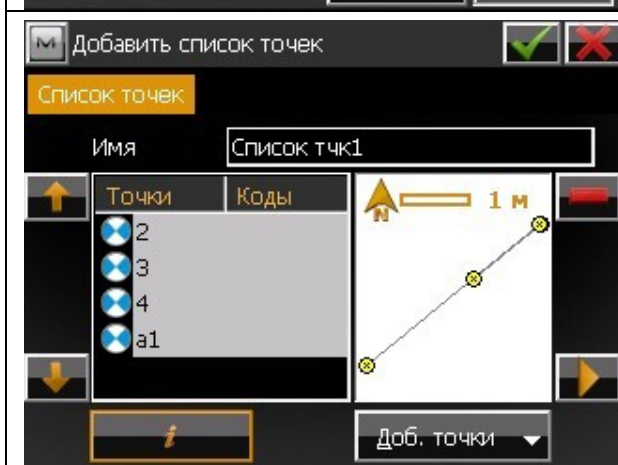 Добавить список точек
Список точек
Имя Список тчк1
Точки Коды
2
3
4
a1
N 1 м
i Доб. точки